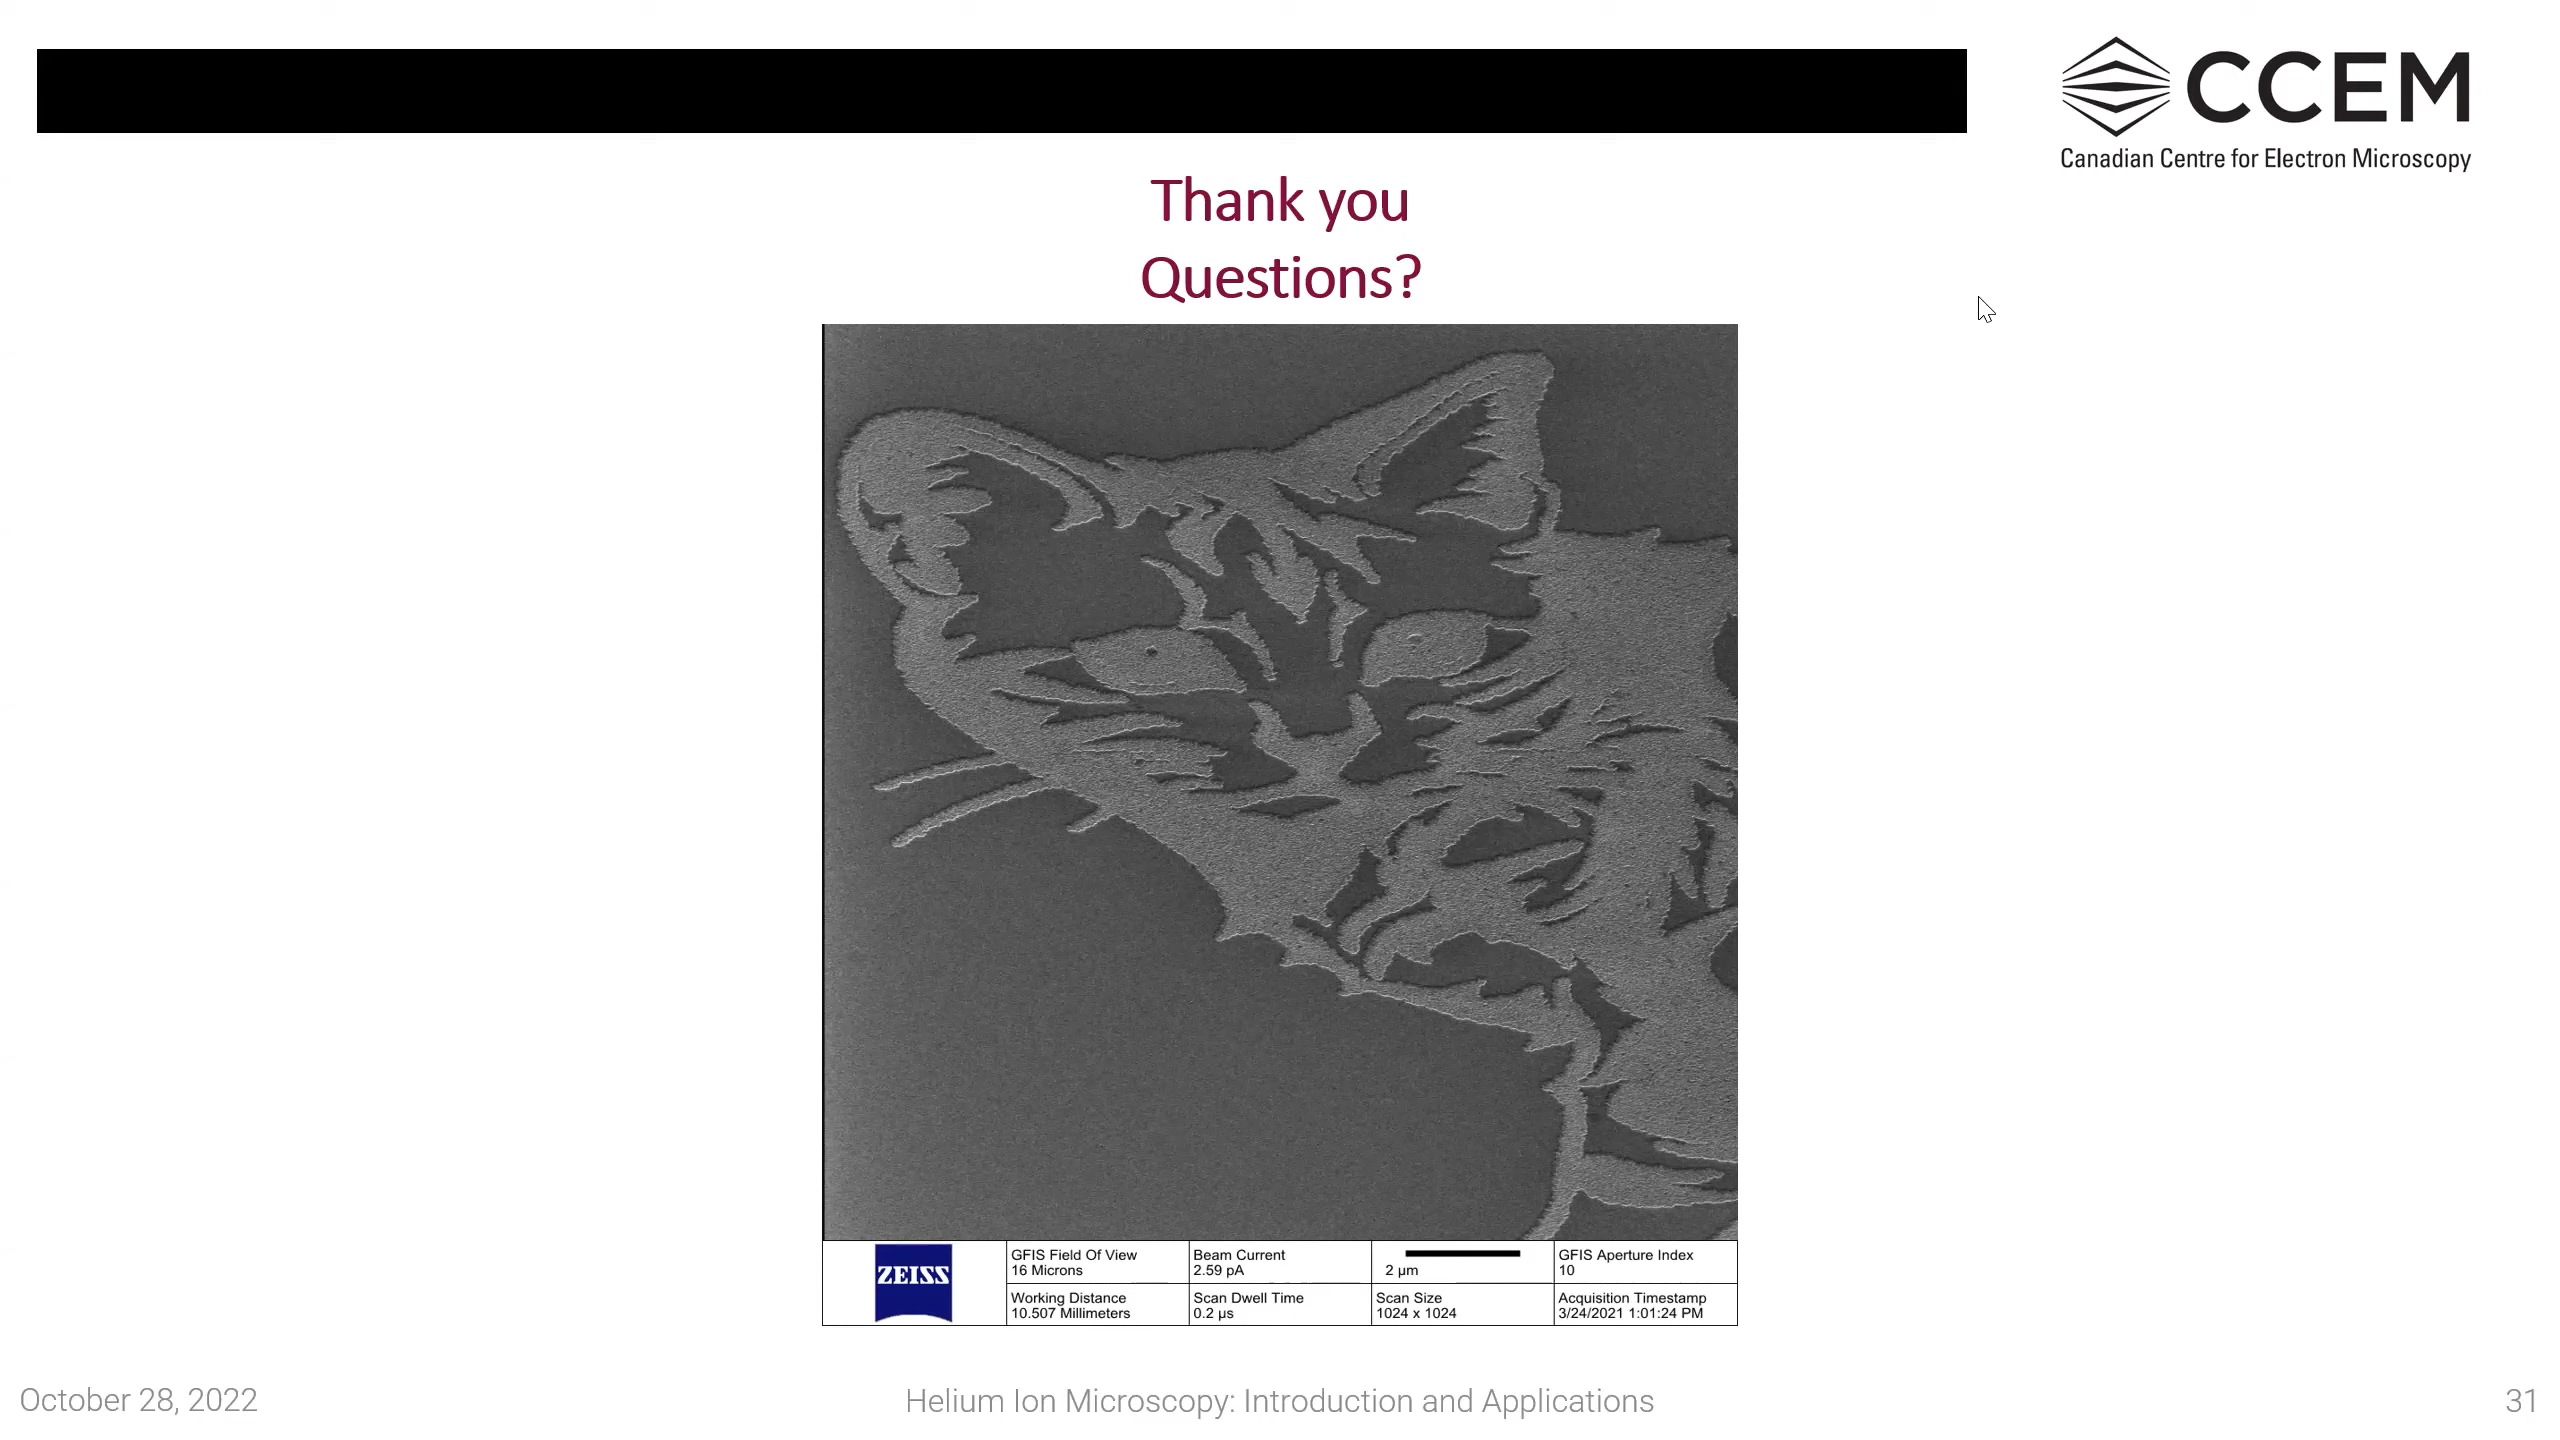 CCEM
Canadian Centre for Electron Microscopy
Thank you
Questions?
ZEISS
GFIS Field Of View
16 Microns
Beam Current
2.59 pA
2 µm
GFIS Aperture Index
10
Working Distance
10.507 Millimeters
Scan Dwell Time
0.2 µs
Scan Size
1024 x 1024
Acquisition Timestamp
3/24/2021 1:01:24 PM
October 28, 2022
Helium Ion Microscopy: Introduction and Applications
31